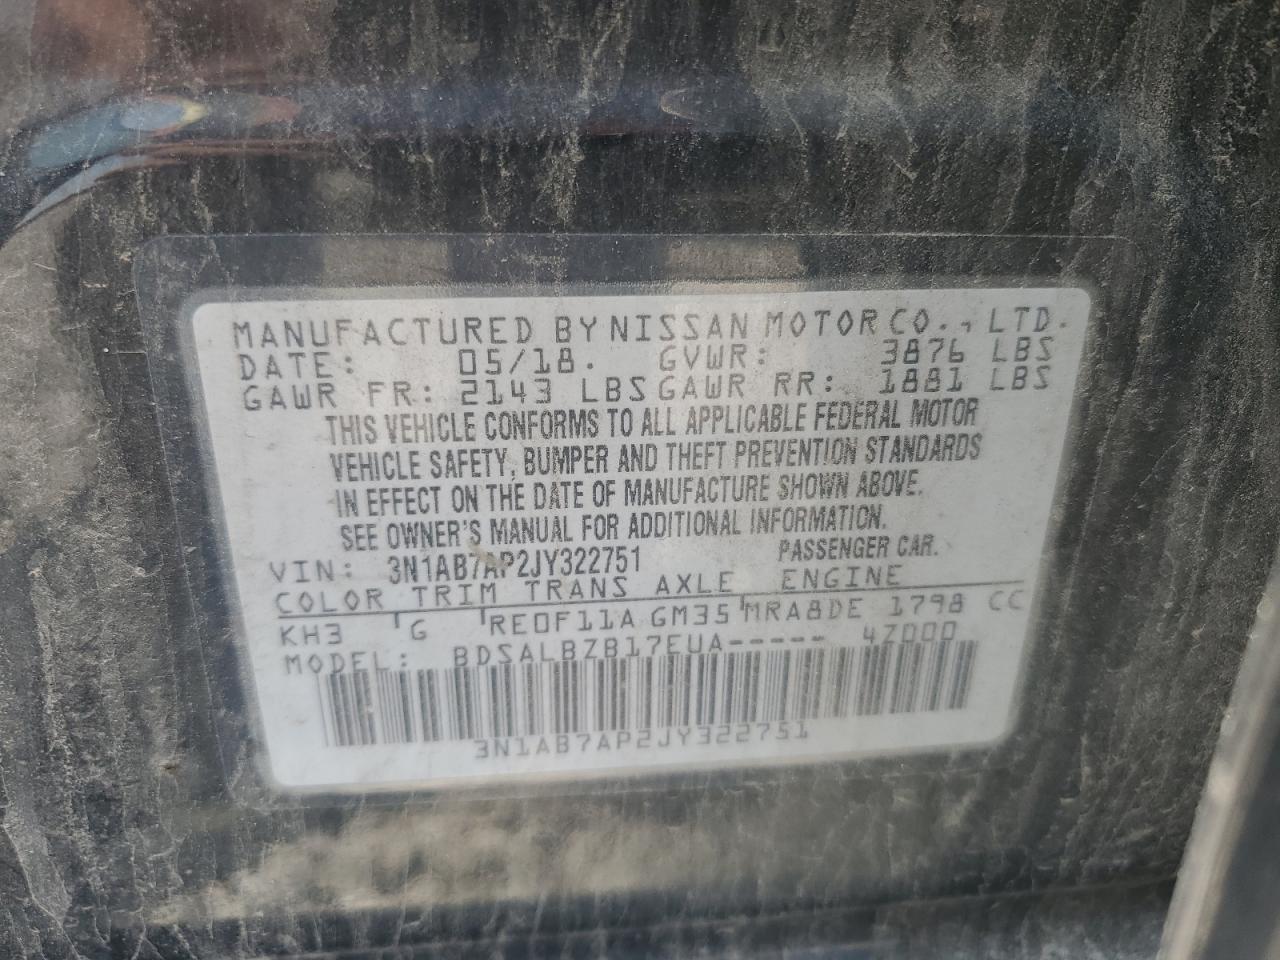 MANUFACTURED BY NISSAN MOTOR CO., LTD.
DATE: 05/18. GVWR: 3876 LBS
GAWR FR: 2143 LBS GAWR RR: 1881 LBS
THIS VEHICLE CONFORMS TO ALL APPLICABLE FEDERAL MOTOR
VEHICLE SAFETY, BUMPER AND THEFT PREVENTION STANDARDS
IN EFFECT ON THE DATE OF MANUFACTURE SHOWN ABOVE.
SEE OWNER'S MANUAL FOR ADDITIONAL INFORMATION.
VIN: 3N1AB7AP2JY322751 PASSENGER CAR.
COLOR TRIM TRANS AXLE ENGINE
KH3 G RE0F11A GM35 MRA8DE 1798 CC
MODEL: BDSALBZB17EUA----- 4Z000
3N1AB7AP2JY322751